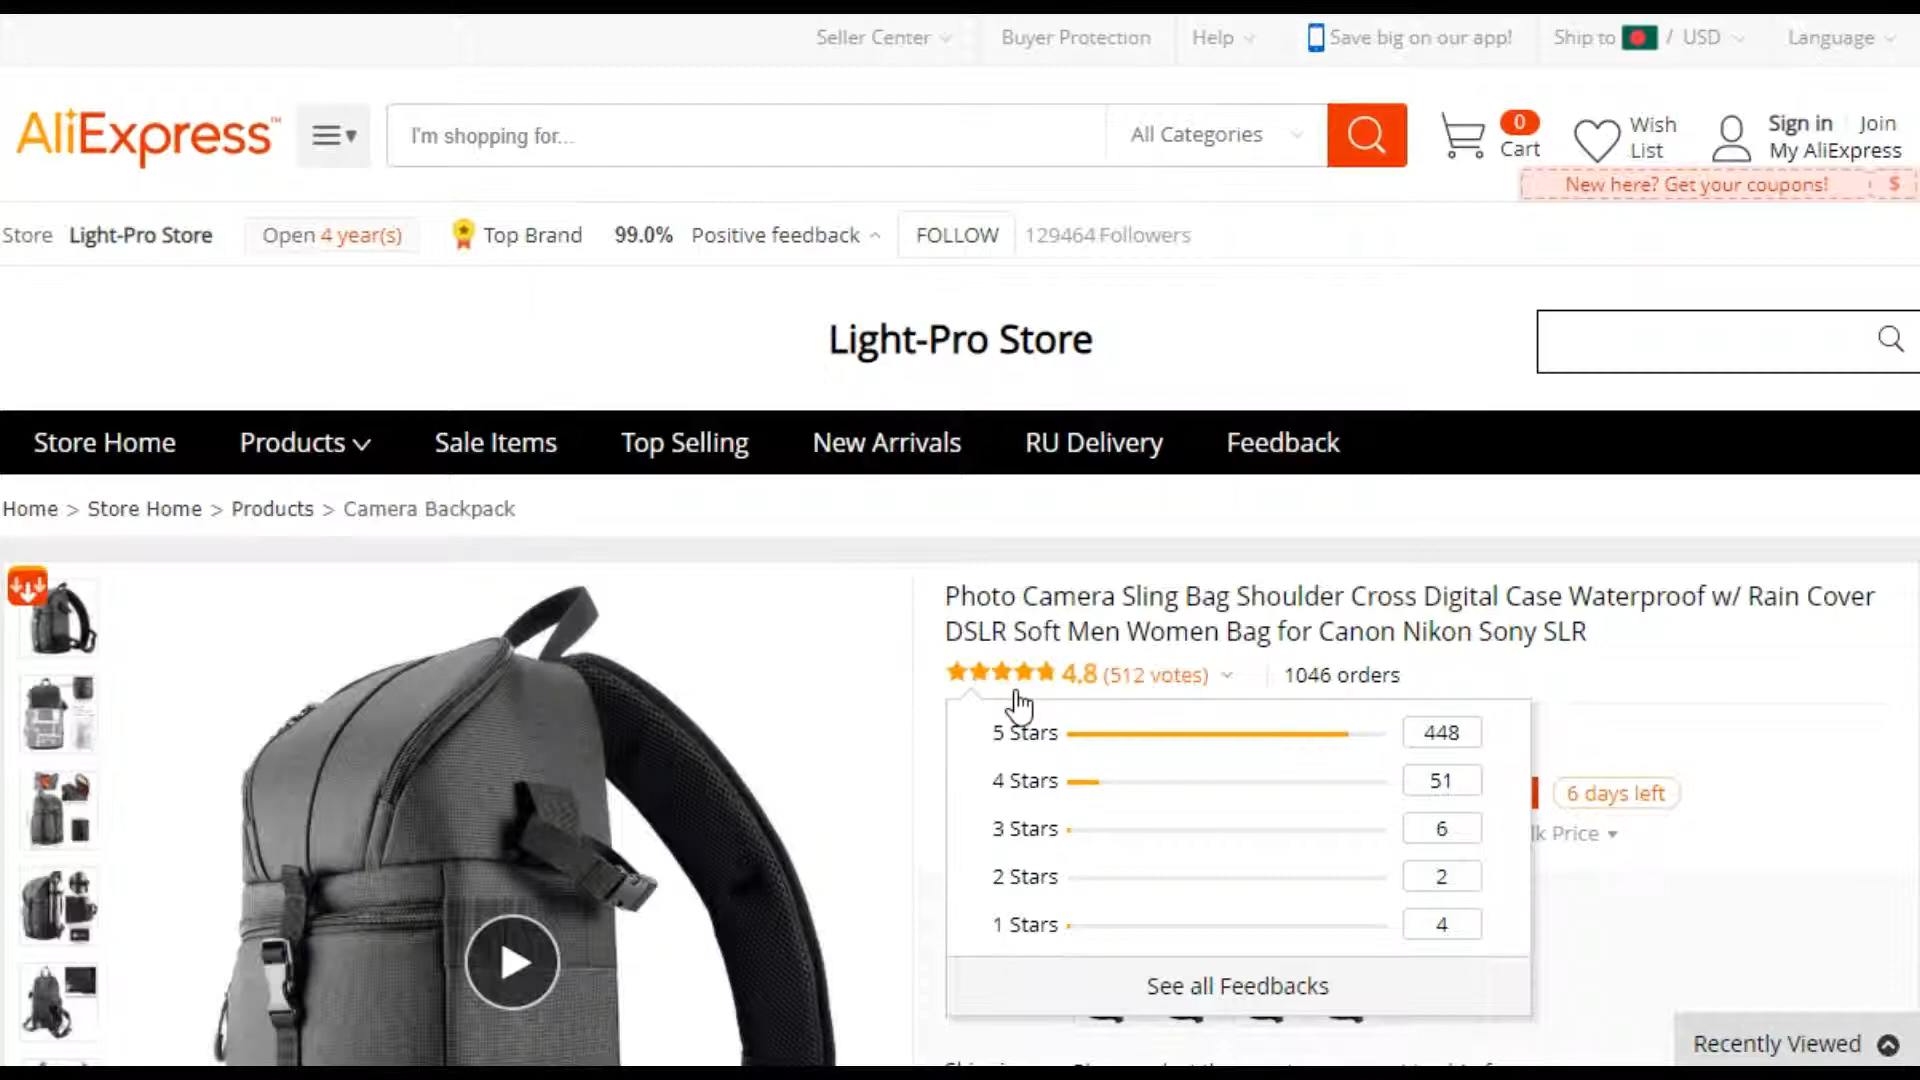 Seller Center
Buyer Protection
Help
Save big on our app!
Ship to / USD
Language
AliExpress™
I'm shopping for...
All Categories
0
Cart
Wish
List
Sign in
Join
My AliExpress
New here? Get your coupons!
$
Store Light-Pro Store
Open 4 year(s)
Top Brand
99.0% Positive feedback
FOLLOW
129464 Followers
Light-Pro Store
Store Home
Products
Sale Items
Top Selling
New Arrivals
RU Delivery
Feedback
Home > Store Home > Products > Camera Backpack
Photo Camera Sling Bag Shoulder Cross Digital Case Waterproof w/ Rain Cover
DSLR Soft Men Women Bag for Canon Nikon Sony SLR
4.8 (512 votes)
1046 orders
5 Stars 448
4 Stars 51
3 Stars 6
2 Stars 2
1 Stars 4
See all Feedbacks
6 days left
Price
Recently Viewed